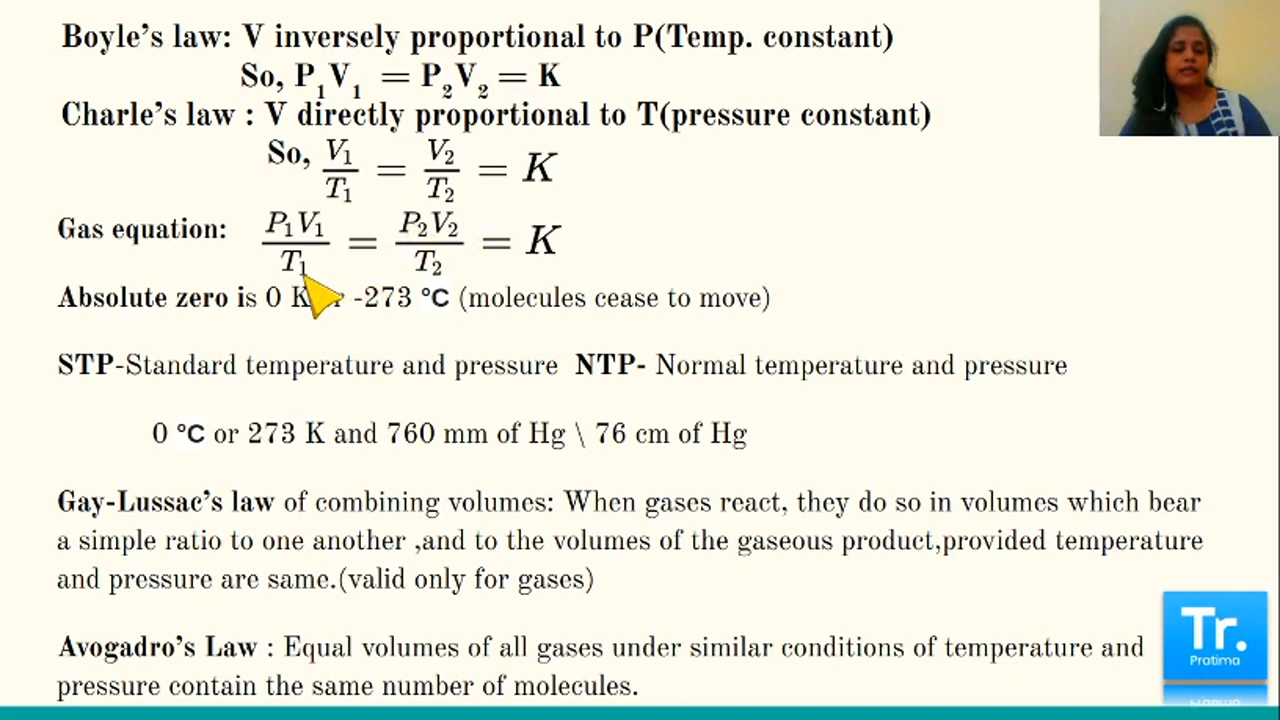 Boyle's law: V inversely proportional to P(Temp. constant)
So, P₁V₁ = P₂V₂ = K
Charle's law : V directly proportional to T(pressure constant)
So, V₁/T₁ = V₂/T₂ = K
Gas equation: P₁V₁/T₁ = P₂V₂/T₂ = K
Absolute zero is 0 K -273 °C (molecules cease to move)
STP-Standard temperature and pressure NTP- Normal temperature and pressure
0 °C or 273 K and 760 mm of Hg \ 76 cm of Hg
Gay-Lussac's law of combining volumes: When gases react, they do so in volumes which bear
a simple ratio to one another ,and to the volumes of the gaseous product,provided temperature
and pressure are same.(valid only for gases)
Avogadro's Law : Equal volumes of all gases under similar conditions of temperature and
pressure contain the same number of molecules.
Tr.
Pratima